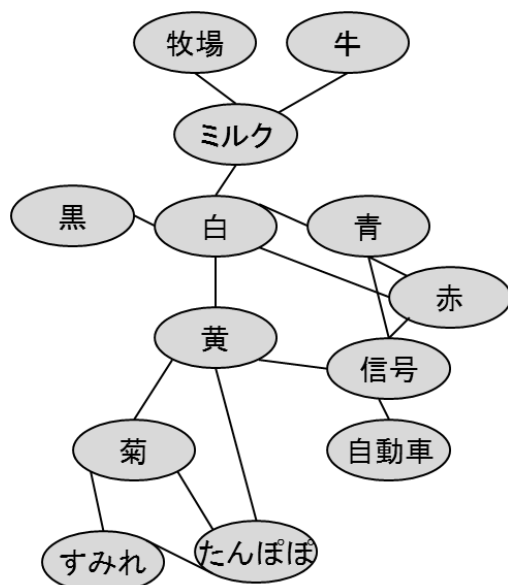 牧場
牛
ミルク
黒
白
青
赤
黄
信号
菊
自動車
すみれ
たんぽぽ